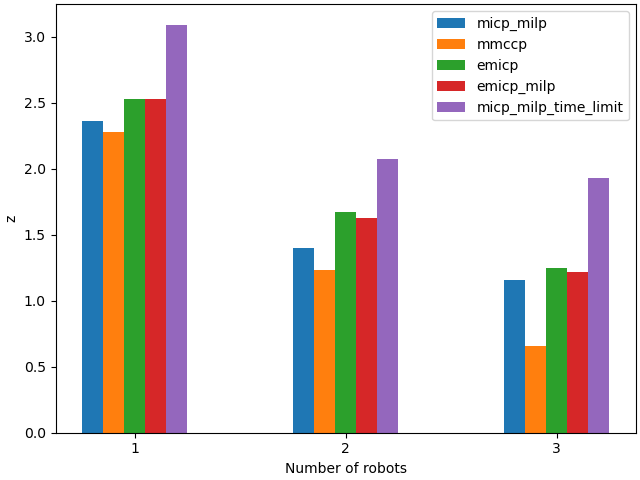 micp_milp
mmccp
emicp
emicp_milp
micp_milp_time_limit
3.0
2.5
2.0
1.5
1.0
0.5
0.0
z
1 2 3
Number of robots